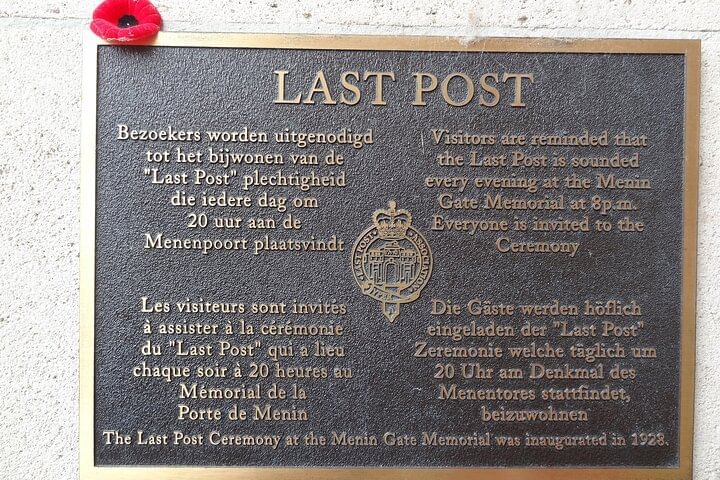 LAST POST
Bezoekers worden uitgenodigd
tot het bijwonen van de
"Last Post" plechtigheid
die iedere dag om
20 uur aan de
Menenpoort plaatsvindt
Visitors are reminded that
the Last Post is sounded
every evening at the Menin
Gate Memorial at 8p.m.
Everyone is invited to the
Ceremony
LAST POST ASSOCIATION
Les visiteurs sont invités
à assister à la cérémonie
du "Last Post" qui a lieu
chaque soir à 20 heures au
Mémorial de la
Porte de Menin
Die Gäste werden höflich
eingeladen der "Last Post"
Zeremonie welche täglich um
20 Uhr am Denkmal des
Menentores stattfindet,
beizuwohnen
The Last Post Ceremony at the Menin Gate Memorial was inaugurated in 1928.